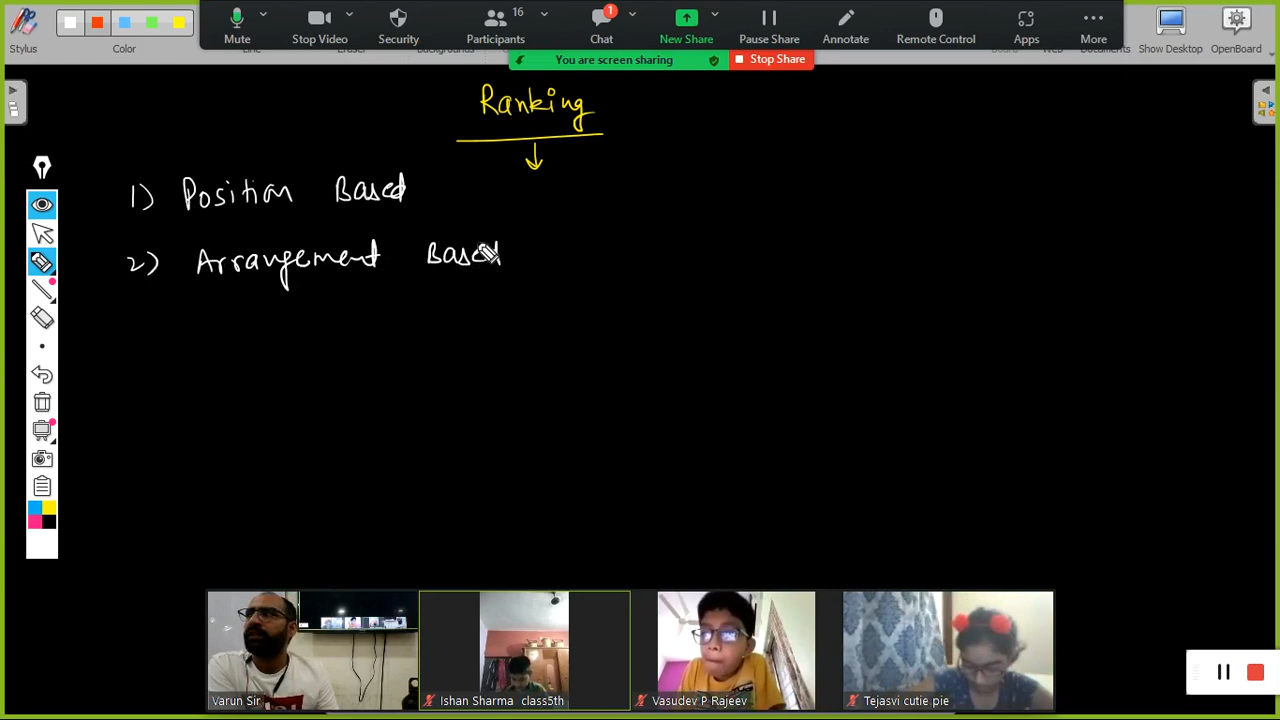 16
1
Mute
Stop Video
Security
Participants
Chat
New Share
Pause Share
Annotate
Remote Control
Apps
More
Stylus
Color
Show Desktop
OpenBoard
You are screen sharing
Stop Share
Ranking
1) Position Based
2) Arrangement Based
Varun Sir
Ishan Sharma class5th
Vasudev P Rajeev
Tejasvi cutie pie